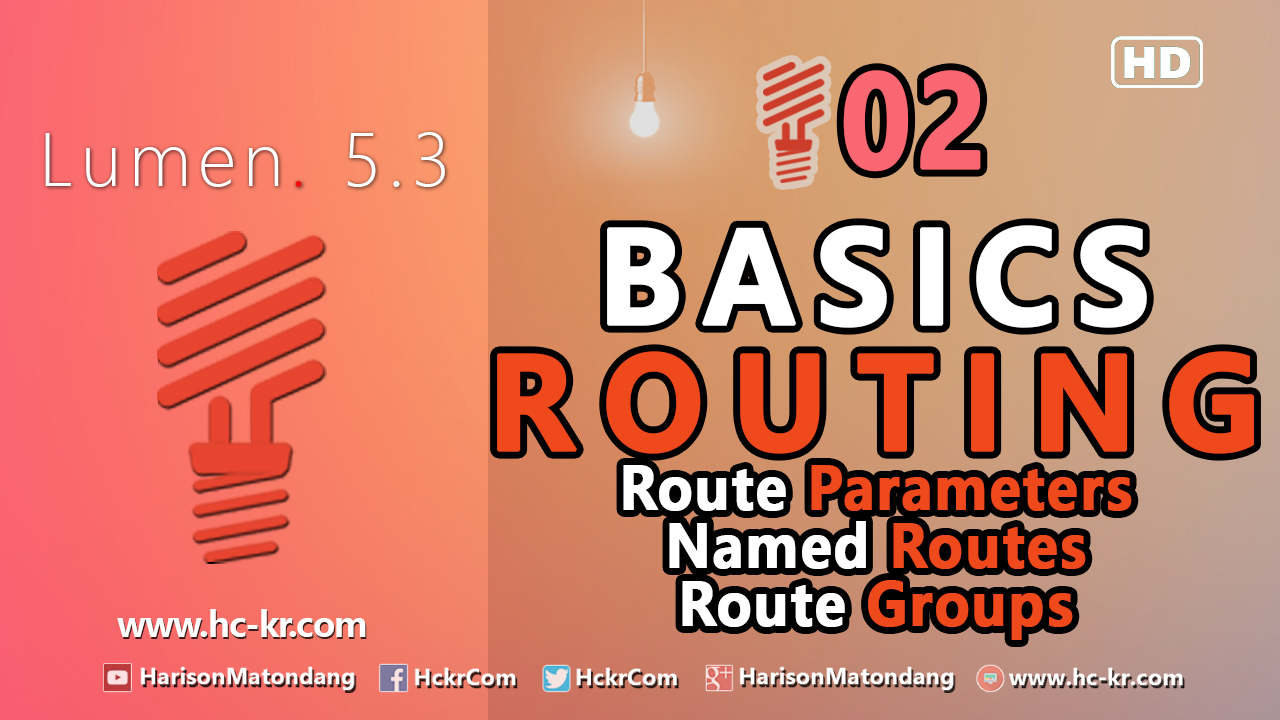 HD
02
Lumen. 5.3
BASICS
ROUTING
Route Parameters
Named Routes
Route Groups
www.hc-kr.com
HarisonMatondang HckrCom HckrCom HarisonMatondang www.hc-kr.com